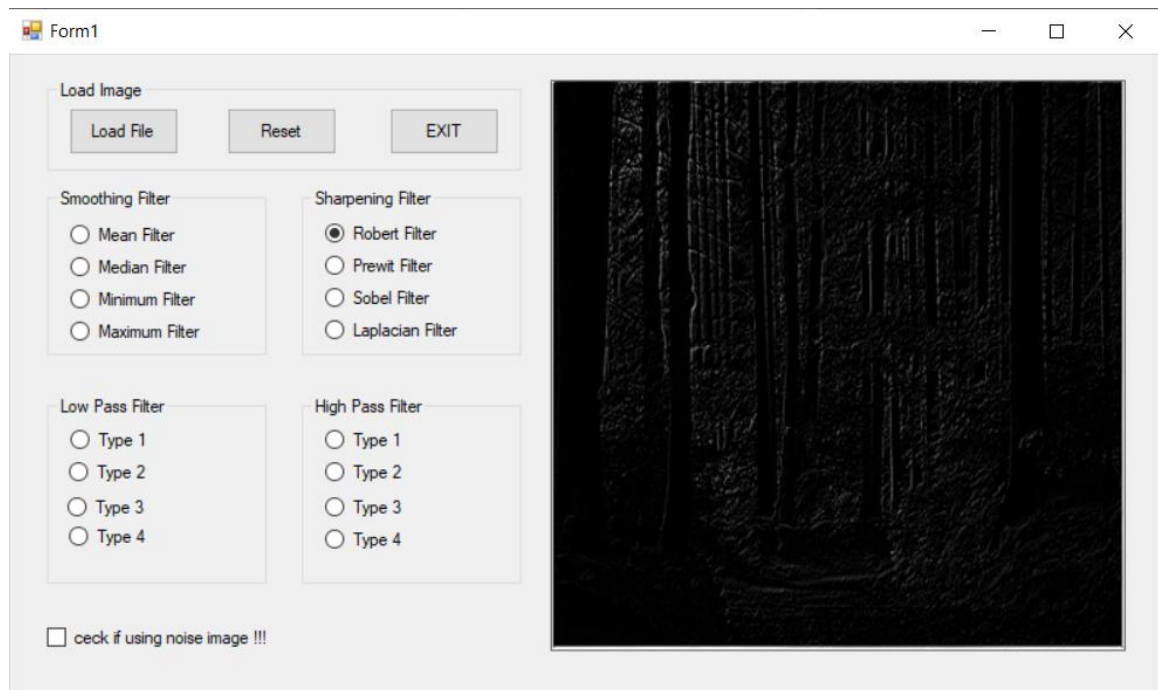 Form1
Load Image
Load File Reset EXIT
Smoothing Filter
Mean Filter
Median Filter
Minimum Filter
Maximum Filter
Sharpening Filter
Robert Filter
Prewit Filter
Sobel Filter
Laplacian Filter
Low Pass Filter
Type 1
Type 2
Type 3
Type 4
High Pass Filter
Type 1
Type 2
Type 3
Type 4
ceck if using noise image !!!